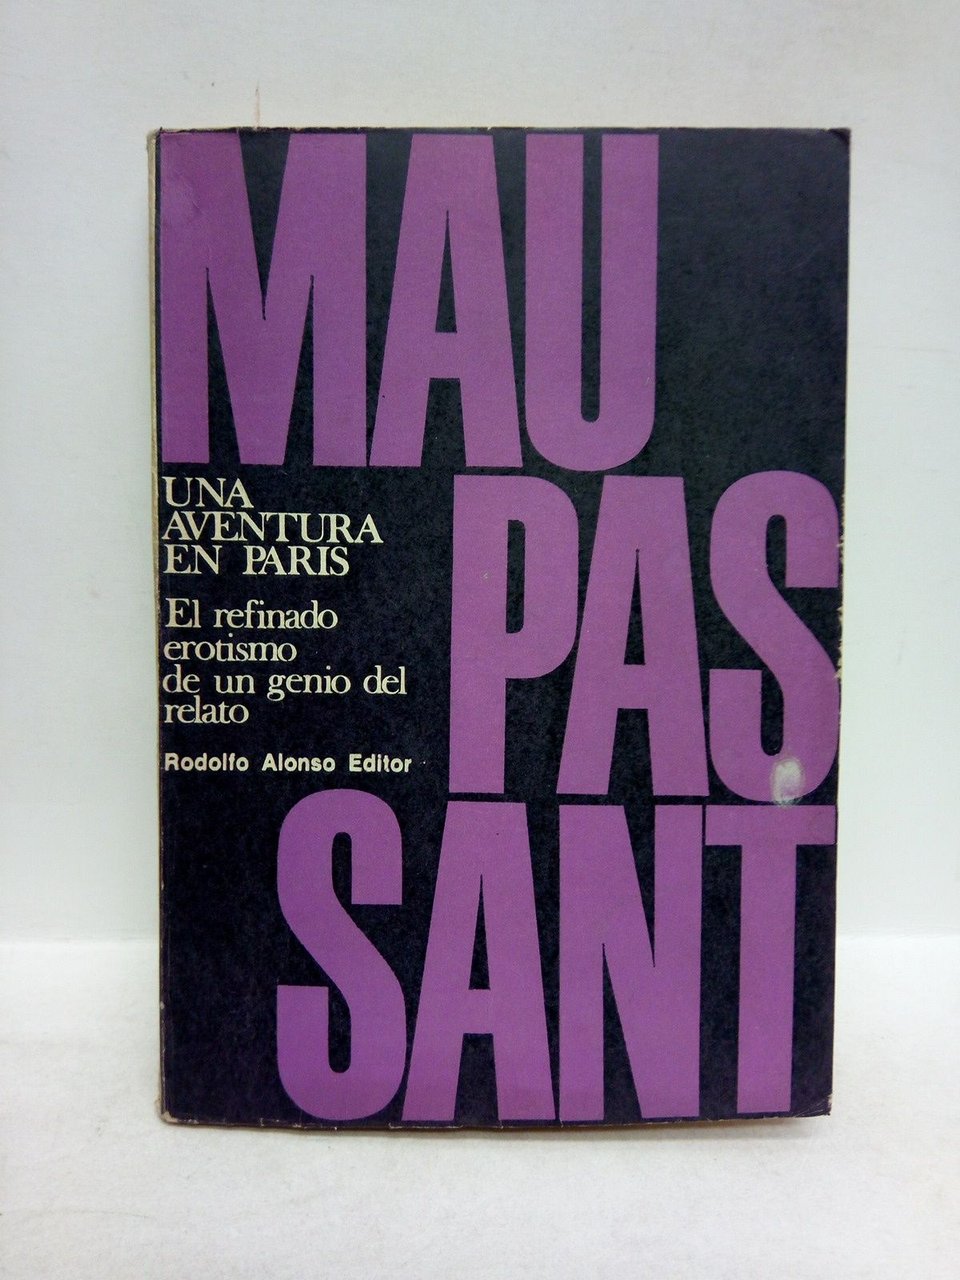 MAU
PAS
SANT
UNA
AVENTURA
EN PARIS
El refinado
erotismo
de un genio del
relato
Rodolfo Alonso Editor